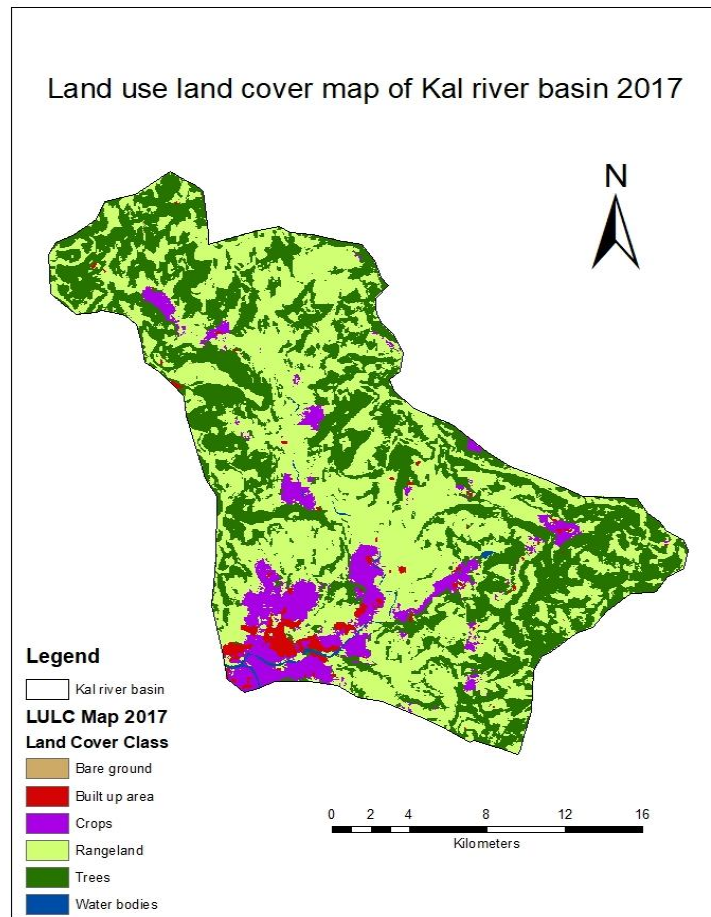 Land use land cover map of Kal river basin 2017
N
Legend
Kal river basin
LULC Map 2017
Land Cover Class
Bare ground
Built up area
Crops
Rangeland
Trees
Water bodies
0 2 4 8 12 16
Kilometers